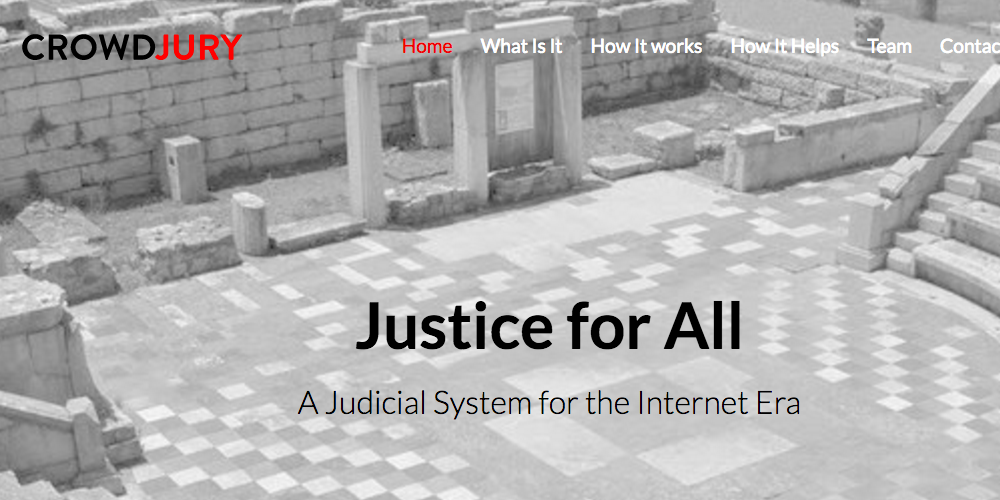 CROWDJURY
Home What Is It How It works How It Helps Team Contac
Justice for All
A Judicial System for the Internet Era